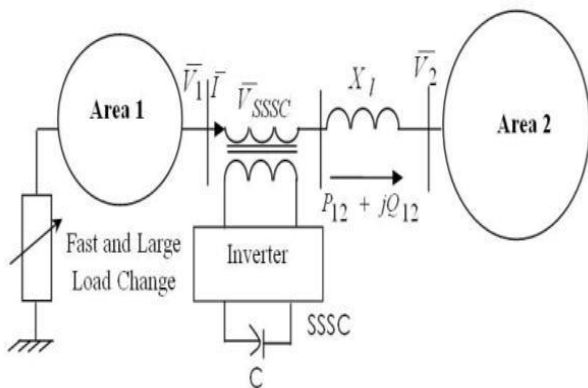 V̅1
I̅
V̅SSSC
Xl
V̅2
Area 1
Area 2
P12 + jQ12
Fast and Large
Load Change
Inverter
SSSC
C